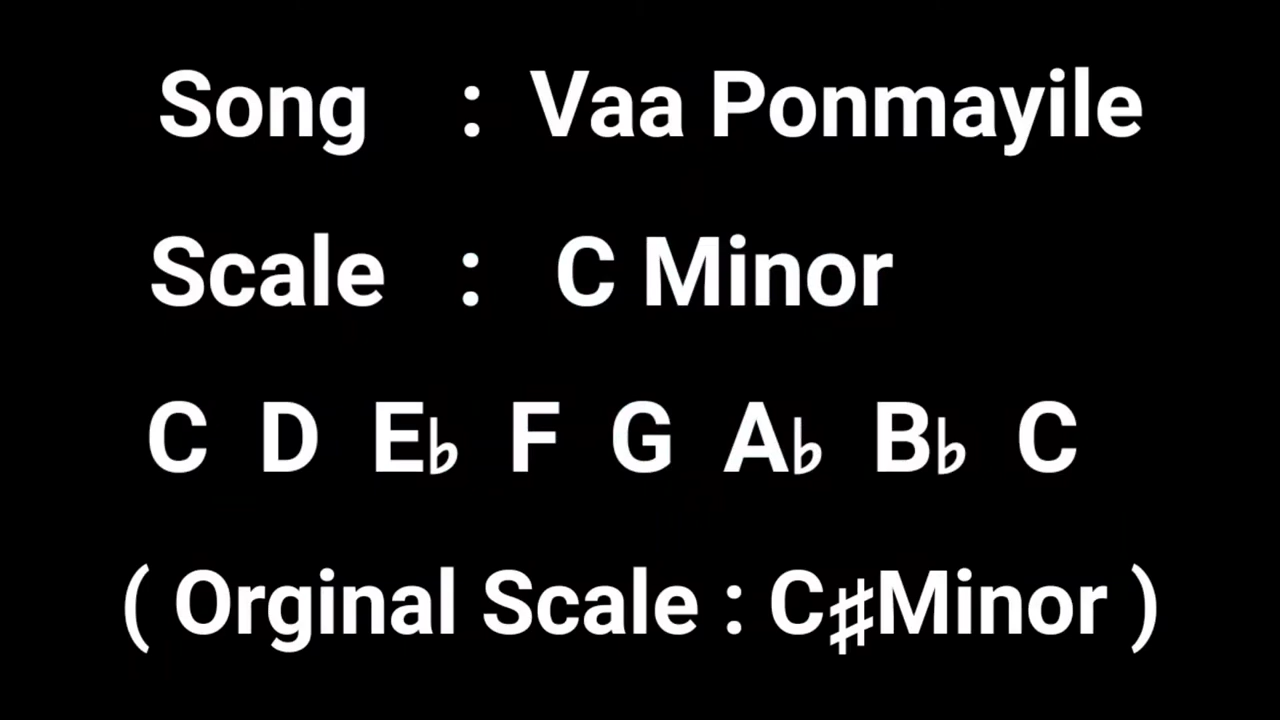 Song : Vaa Ponmayile
Scale : C Minor
C D E♭ F G A♭ B♭ C
( Orginal Scale : C♯Minor )